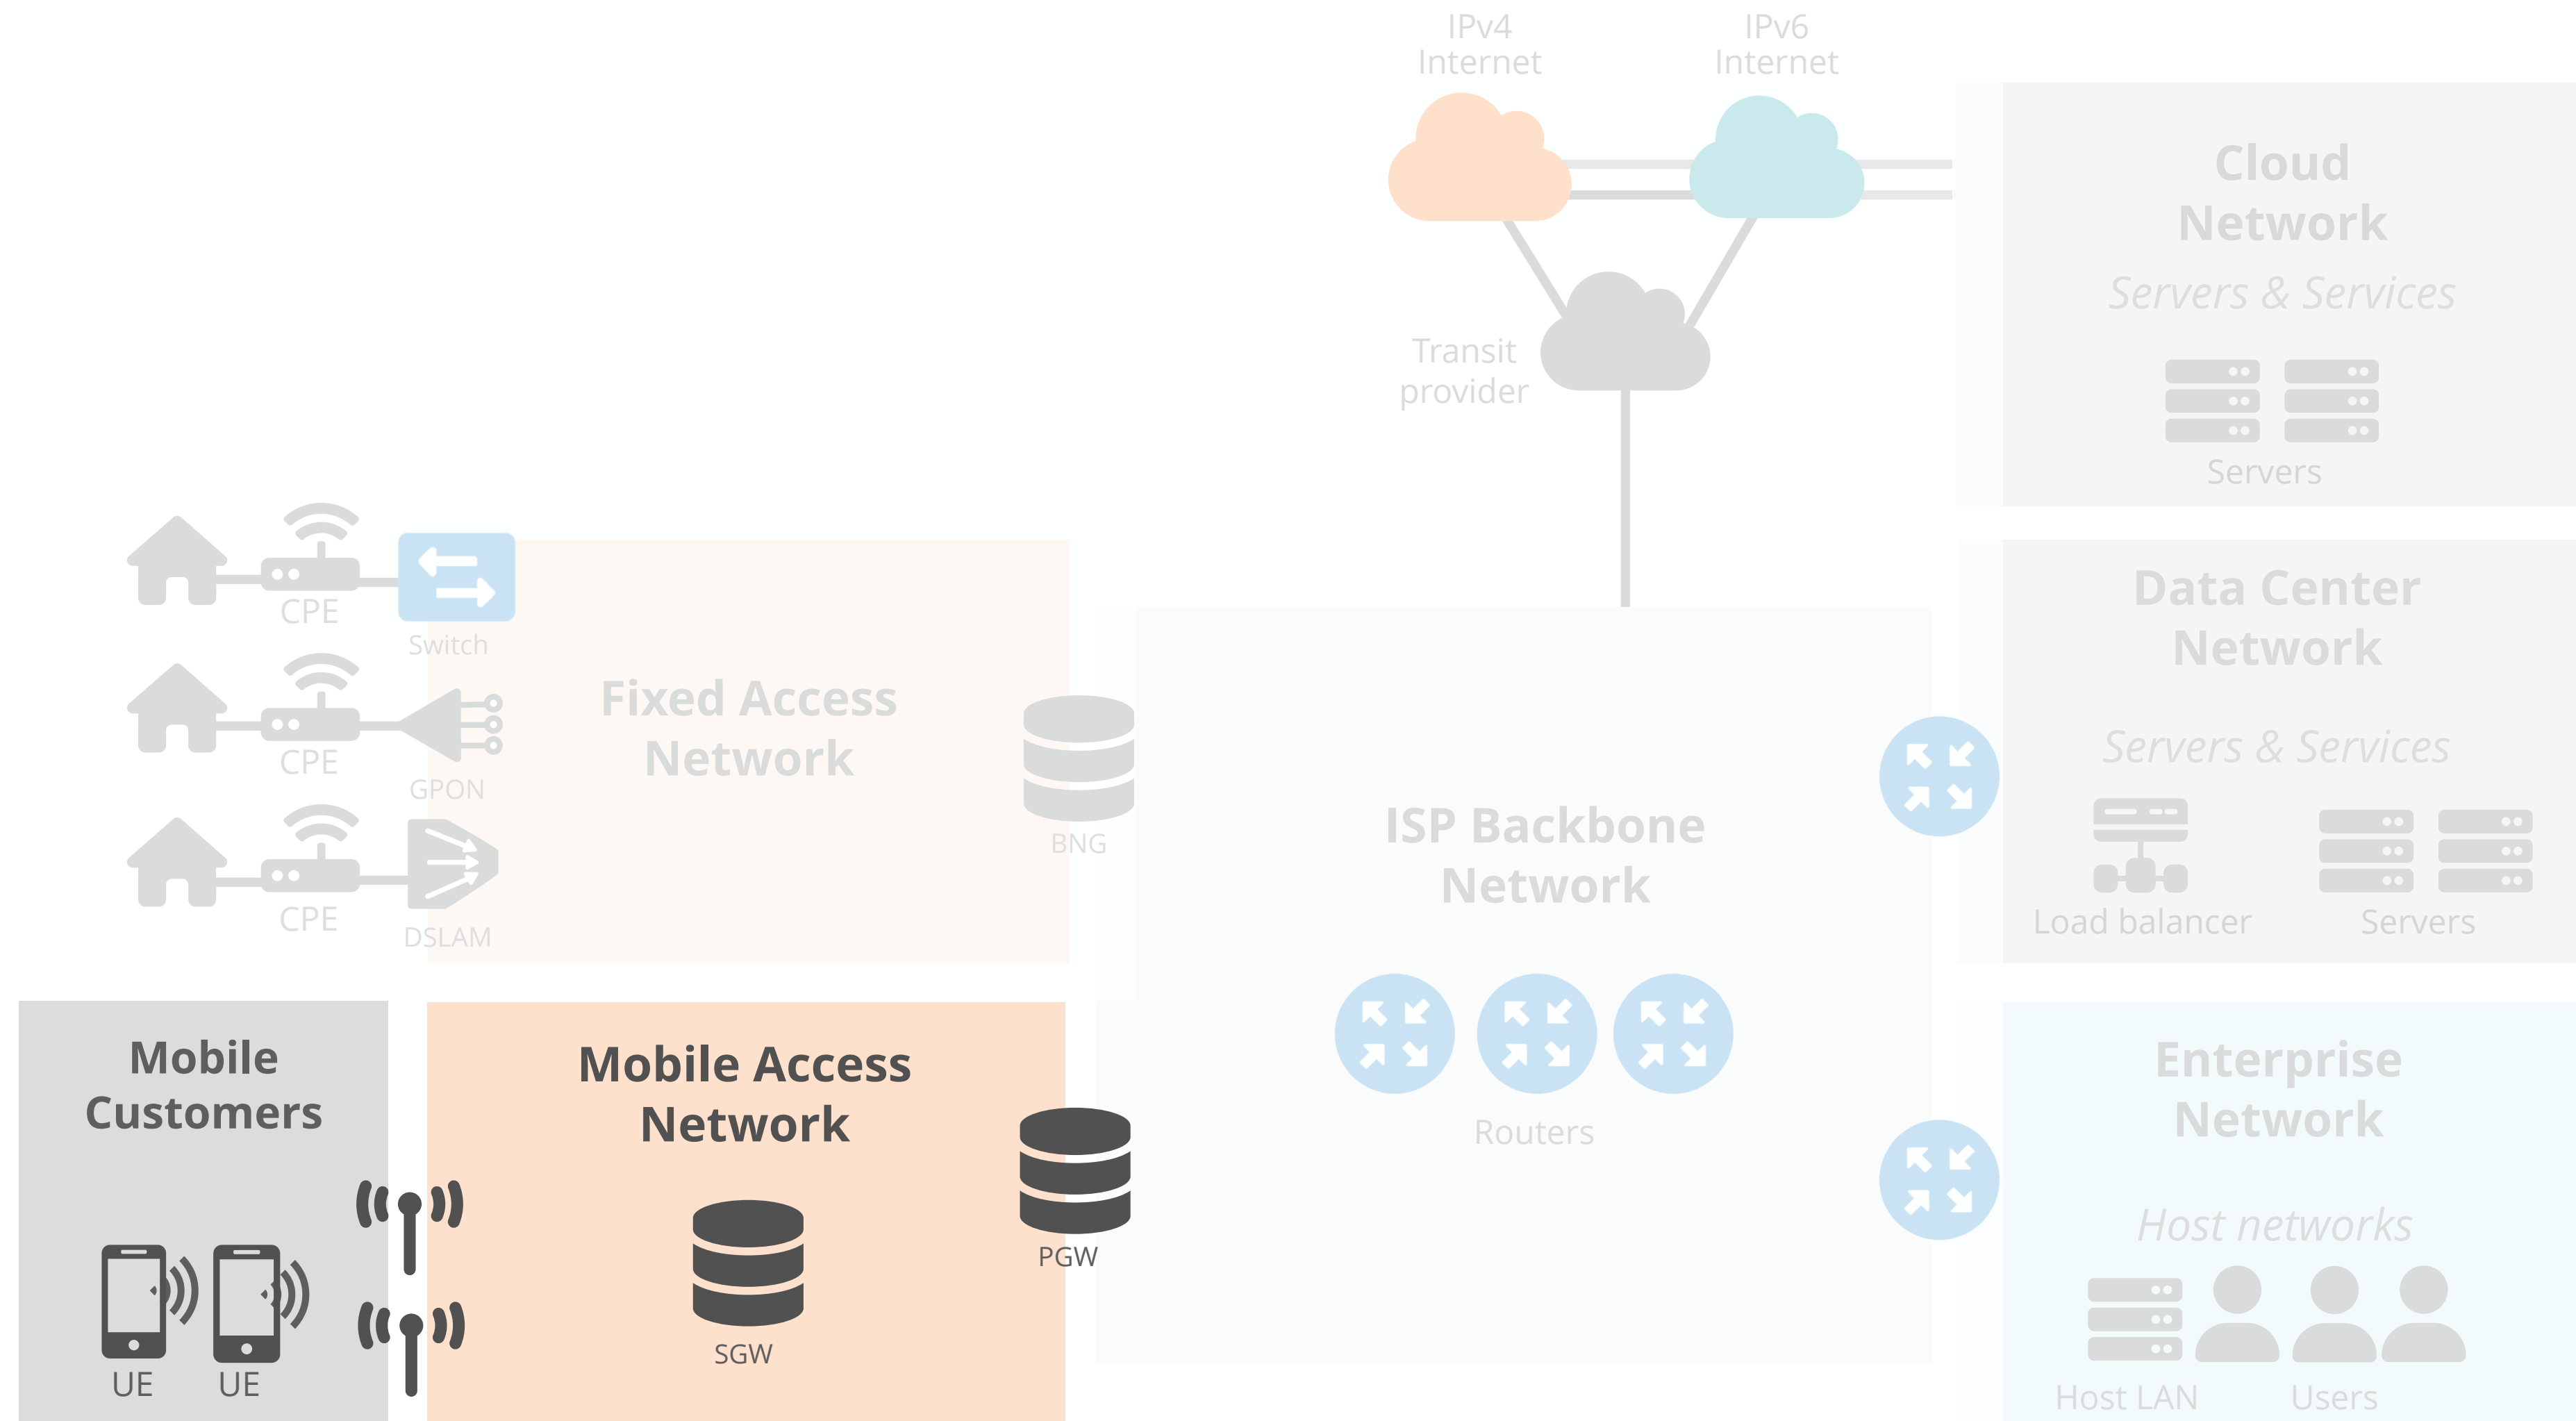 IPv4
Internet
IPv6
Internet
Transit
provider
Cloud
Network
Servers & Services
Servers
CPE
Switch
CPE
GPON
CPE
DSLAM
Fixed Access
Network
BNG
ISP Backbone
Network
Routers
Data Center
Network
Servers & Services
Load balancer
Servers
Mobile
Customers
UE
UE
Mobile Access
Network
SGW
PGW
Enterprise
Network
Host networks
Host LAN
Users